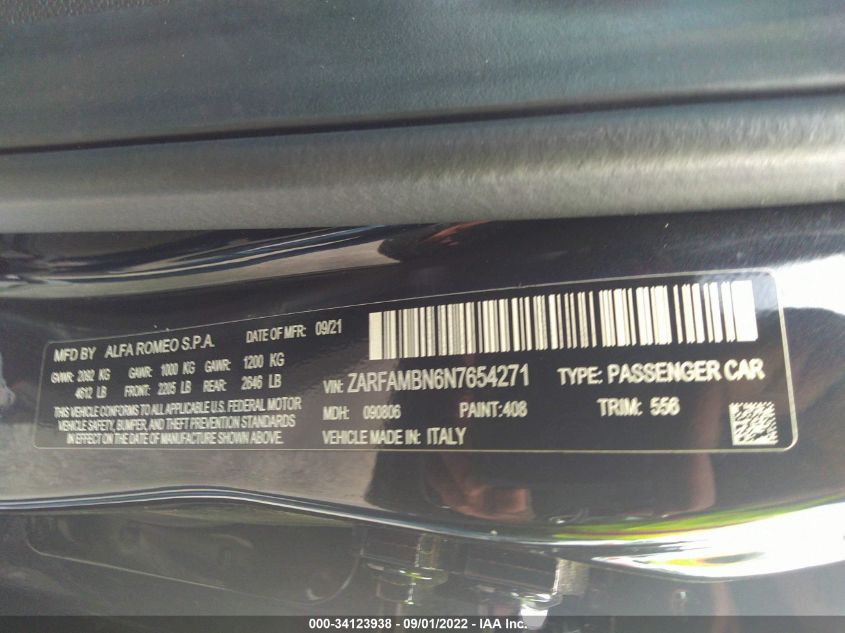 MFD BY ALFA ROMEO S.P.A. DATE OF MFR: 09/21
GVWR: 2092 KG GAWR: 1000 KG GAWR: 1200 KG
4612 LB FRONT: 2205 LB REAR: 2646 LB
THIS VEHICLE CONFORMS TO ALL APPLICABLE U.S. FEDERAL MOTOR
VEHICLE SAFETY, BUMPER, AND THEFT PREVENTION STANDARDS
IN EFFECT ON THE DATE OF MANUFACTURE SHOWN ABOVE.
VIN: ZARFAMBN6N7654271 TYPE: PASSENGER CAR
MDH: 090806 PAINT: 408 TRIM: 556
VEHICLE MADE IN: ITALY
000-34123938 - 09/01/2022 - IAA Inc.